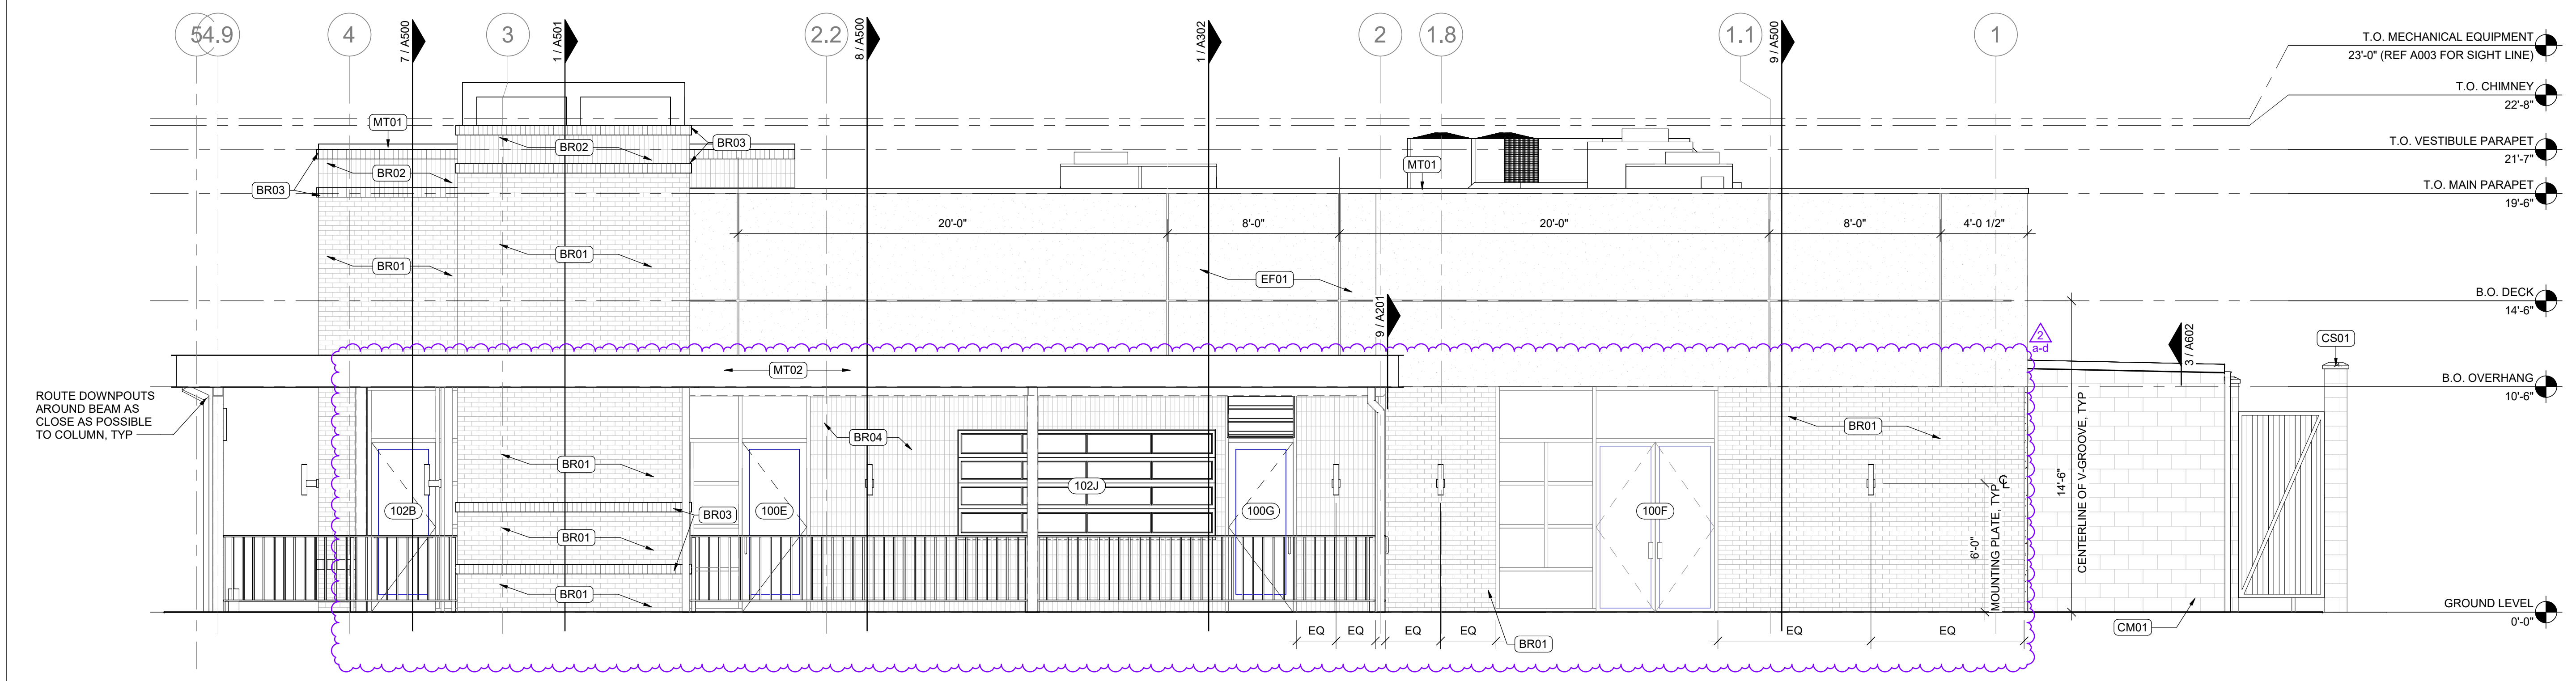 5
4.9
4
7 / A500
3
1 / A501
2.2
8 / A500
1 / A302
2
1.8
1.1
9 / A500
1
T.O. MECHANICAL EQUIPMENT
23'-0" (REF A003 FOR SIGHT LINE)
T.O. CHIMNEY
22'-8"
T.O. VESTIBULE PARAPET
21'-7"
T.O. MAIN PARAPET
19'-6"
B.O. DECK
14'-6"
B.O. OVERHANG
10'-6"
GROUND LEVEL
0'-0"
MT01
BR02
BR03
BR02
BR03
MT01
20'-0"
8'-0"
20'-0"
8'-0"
4'-0 1/2"
BR01
BR01
EF01
9 / A201
2
a-d
3 / A602
CS01
MT02
ROUTE DOWNPOUTS
AROUND BEAM AS
CLOSE AS POSSIBLE
TO COLUMN, TYP
BR04
BR01
BR01
102J
102B
100E
100G
100F
BR03
BR01
BR01
6'-0"
MOUNTING PLATE, TYP
CL
14'-6"
CENTERLINE OF V-GROOVE, TYP
EQ
EQ
EQ
EQ
EQ
EQ
BR01
CM01